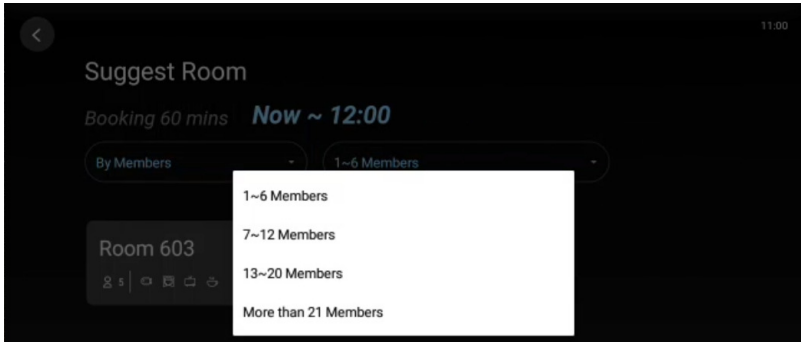 11:00
Suggest Room
Booking 60 mins Now ~ 12:00
By Members 1~6 Members
1~6 Members
7~12 Members
Room 603
13~20 Members
5
More than 21 Members